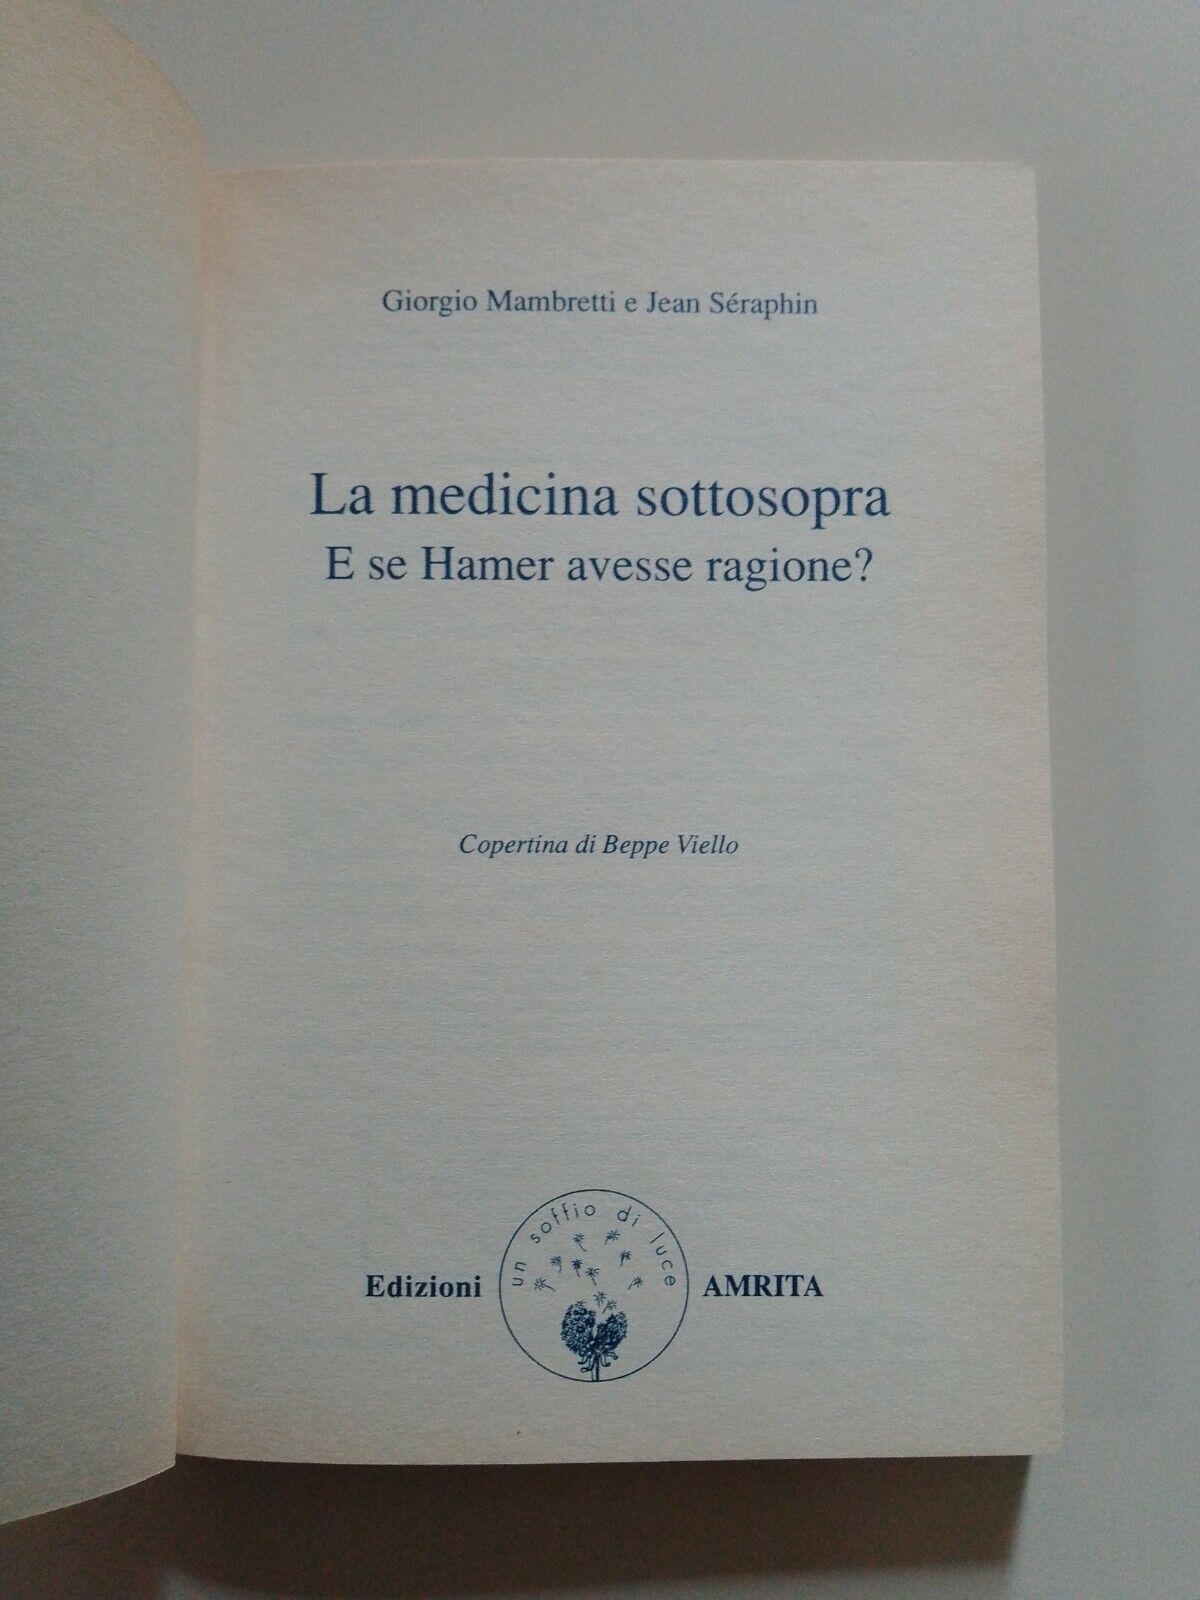 Giorgio Mambretti e Jean Séraphin
La medicina sottosopra
E se Hamer avesse ragione?
Copertina di Beppe Viello
un soffio di luce
Edizioni AMRITA